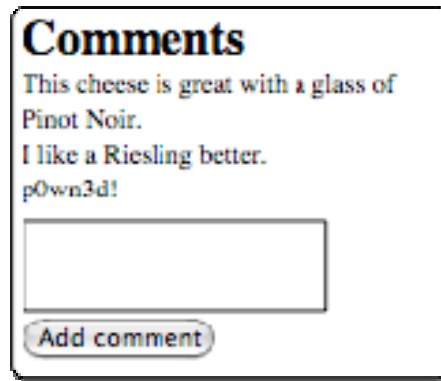 Comments
This cheese is great with a glass of
Pinot Noir.
I like a Riesling better.
p0wn3d!
Add comment